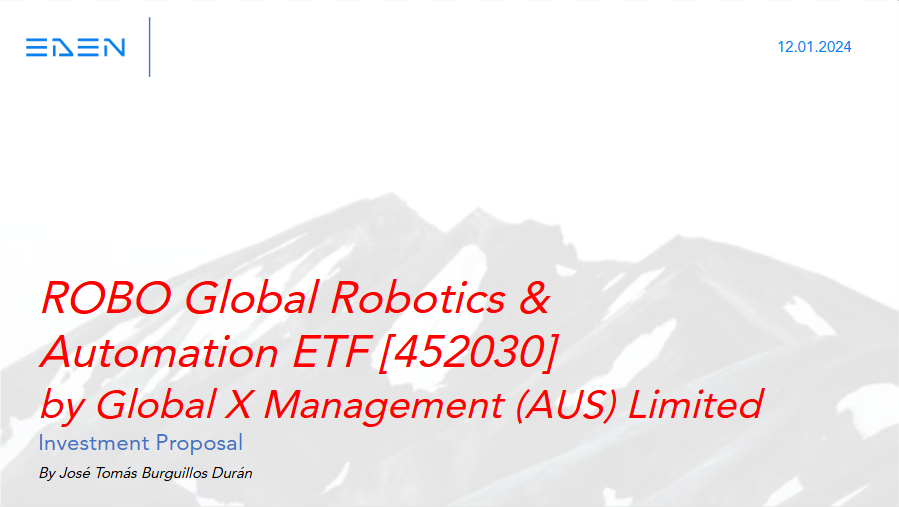 EDEN
12.01.2024
ROBO Global Robotics &
Automation ETF [452030]
by Global X Management (AUS) Limited
Investment Proposal
By José Tomás Burguillos Durán